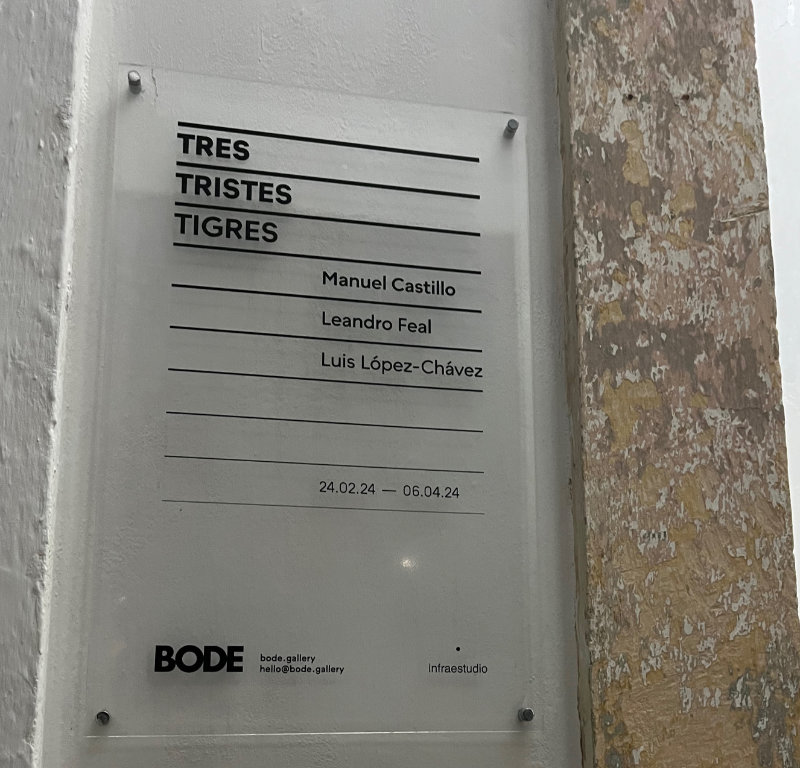 TRES
TRISTES
TIGRES
Manuel Castillo
Leandro Feal
Luis López-Chávez
24.02.24 — 06.04.24
BODE
bode.gallery
hello@bode.gallery
infraestudio